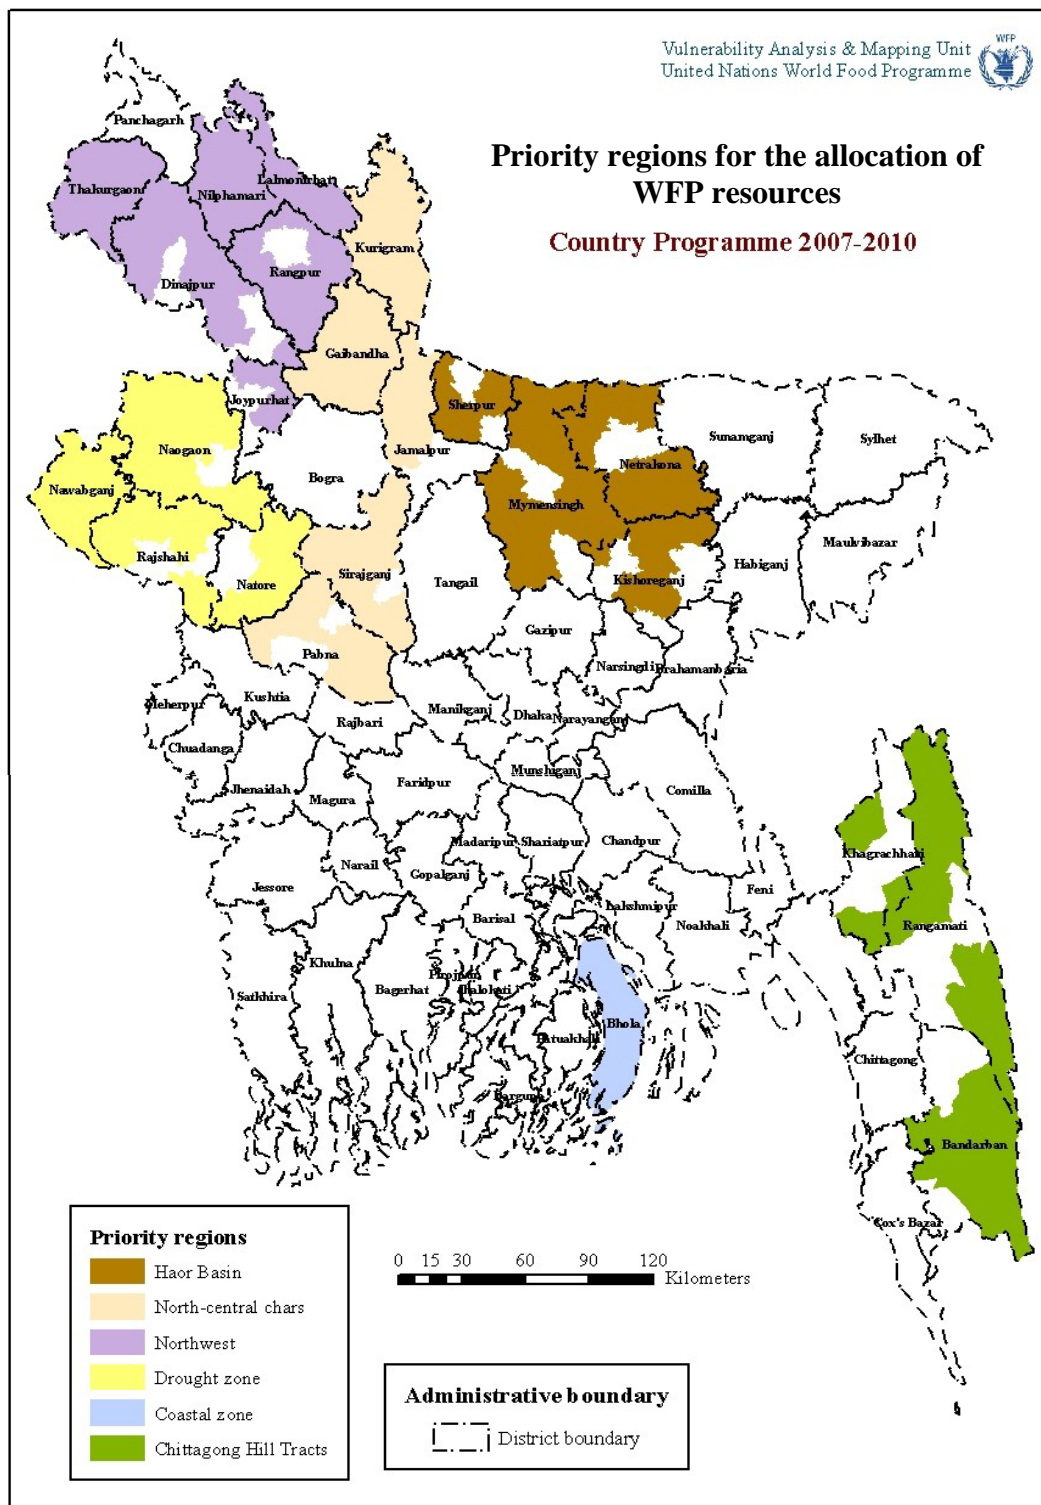 WFP
Vulnerability Analysis & Mapping Unit
United Nations World Food Programme
Priority regions for the allocation of
WFP resources
Country Programme 2007-2010
Panchagarh
Thakurgaon
Nilphamari
Lalmonirhat
Kurigram
Rangpur
Dinajpur
Gaibandha
Joypurhat
Sherpur
Jamalpur
Sunamganj
Sylhet
Naogaon
Bogra
Netrakona
Nawabganj
Mymensingh
Rajshahi
Natore
Sirajganj
Tangail
Kishoreganj
Habiganj
Maulvibazar
Gazipur
Pabna
Narsingdi
Brahamanbaria
Meherpur
Kushtia
Rajbari
Manikganj
Dhaka
Narayanganj
Chuadanga
Jhenaidah
Magura
Faridpur
Munshiganj
Comilla
Madaripur
Shariatpur
Chandpur
Khagrachhari
Narail
Gopalganj
Jessore
Feni
Barisal
Lakshmipur
Noakhali
Rangamati
Khulna
Satkhira
Bagerhat
Pirojpur
Jhalokati
Bhola
Patuakhali
Chittagong
Barguna
Bandarban
Cox's Bazar
Priority regions
Haor Basin
North-central chars
Northwest
Drought zone
Coastal zone
Chittagong Hill Tracts
0 15 30 60 90 120
Kilometers
Administrative boundary
District boundary